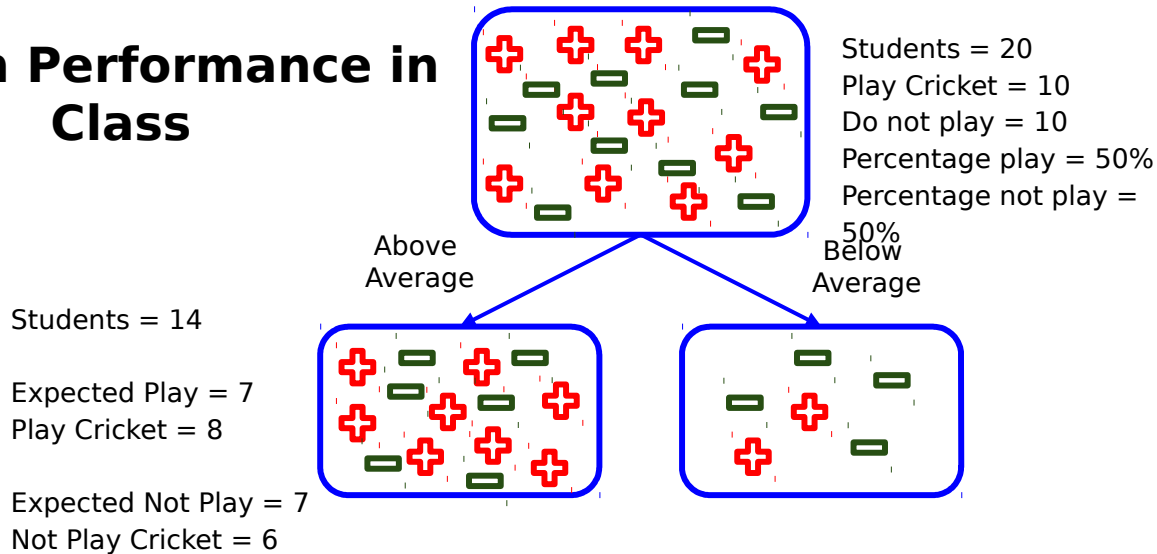 Performance in
Class
Students = 20
Play Cricket = 10
Do not play = 10
Percentage play = 50%
Percentage not play =
50%
Above
Average
Below
Average
Students = 14
Expected Play = 7
Play Cricket = 8
Expected Not Play = 7
Not Play Cricket = 6